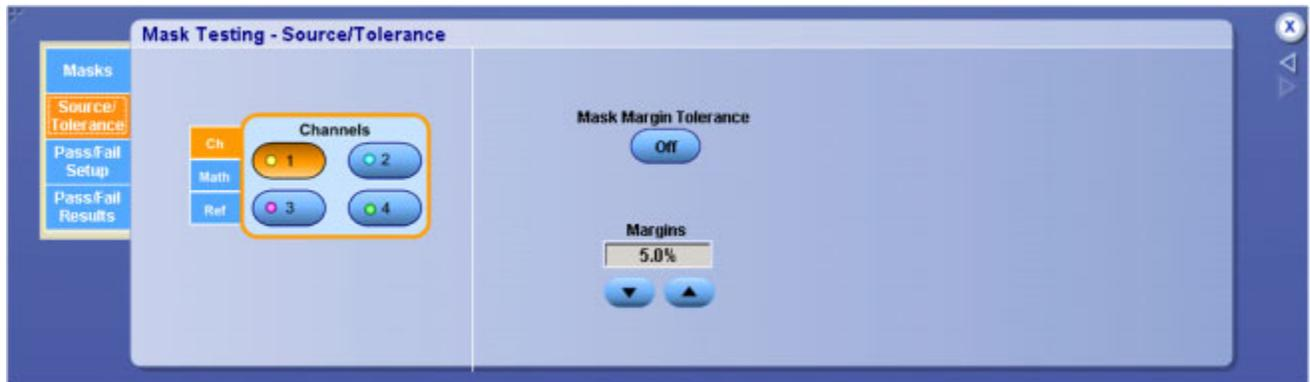 Mask Testing - Source/Tolerance
X
Masks
Source/
Tolerance
Pass/Fail
Setup
Pass/Fail
Results
Ch
Math
Ref
Channels
1
2
3
4
Mask Margin Tolerance
Off
Margins
5.0%